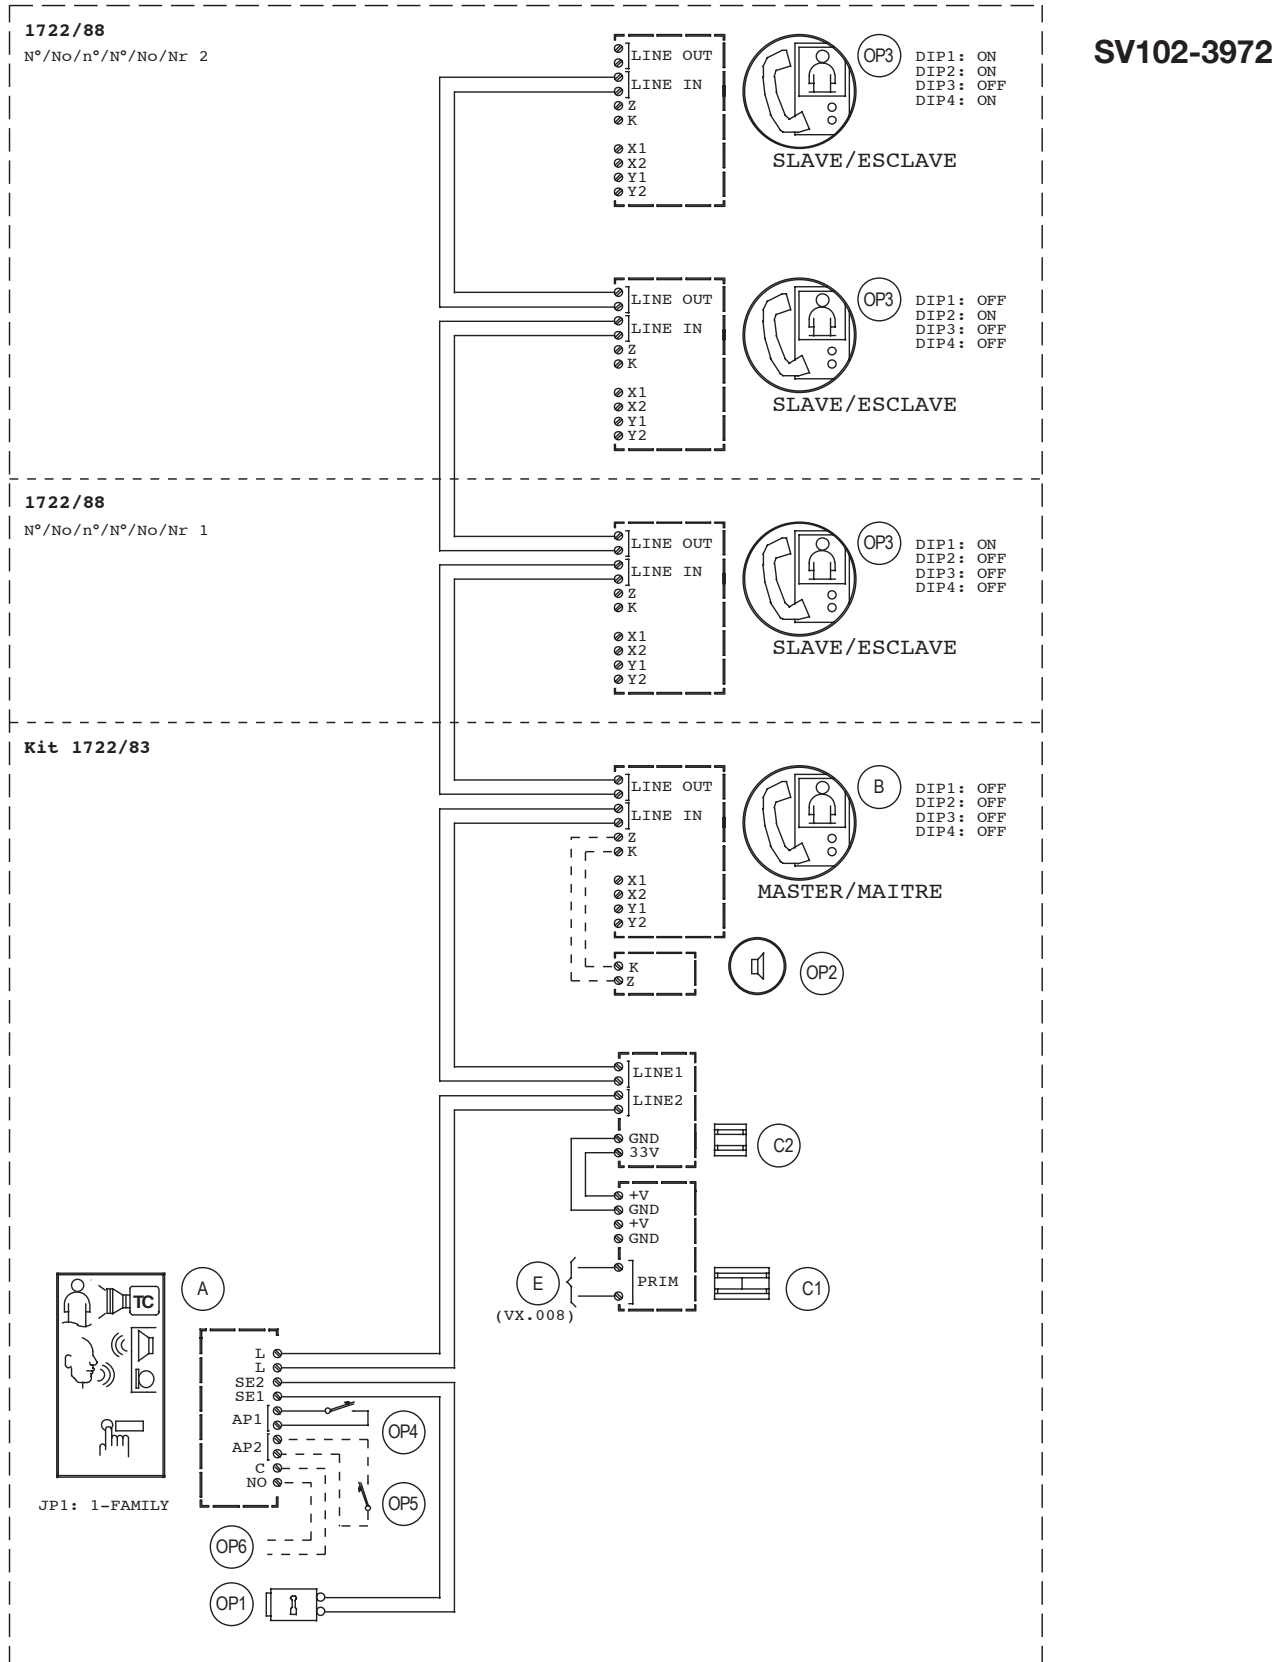 1722/88
N°/No/n°/N°/No/Nr 2
SV102-3972
LINE OUT
LINE IN
Z
K
X1
X2
Y1
Y2
OP3
DIP1: ON
DIP2: ON
DIP3: OFF
DIP4: ON
SLAVE/ESCLAVE
LINE OUT
LINE IN
Z
K
X1
X2
Y1
Y2
OP3
DIP1: OFF
DIP2: ON
DIP3: OFF
DIP4: OFF
SLAVE/ESCLAVE
1722/88
N°/No/n°/N°/No/Nr 1
LINE OUT
LINE IN
Z
K
X1
X2
Y1
Y2
OP3
DIP1: ON
DIP2: OFF
DIP3: OFF
DIP4: OFF
SLAVE/ESCLAVE
Kit 1722/83
LINE OUT
LINE IN
Z
K
X1
X2
Y1
Y2
B
DIP1: OFF
DIP2: OFF
DIP3: OFF
DIP4: OFF
MASTER/MAITRE
K
Z
OP2
LINE1
LINE2
GND
33V
C2
+V
GND
+V
GND
PRIM
E
(VX.008)
C1
TC
A
L
L
SE2
SE1
AP1
AP2
C
NO
OP4
OP5
JP1: 1-FAMILY
OP6
OP1